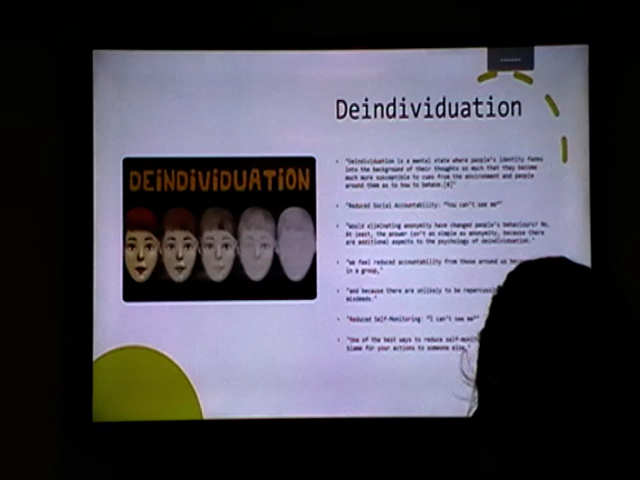 Deindividuation
DEiNDiViDUATiON
"Deindividuation is a mental state where people's identity fades
into the background of their thoughts so much that they become
much more susceptible to cues from the environment and people
around them as to how to behave.[8]"
"Reduced Social Accountability: "You can't see me""
"Would eliminating anonymity have changed people's behaviours? No.
At least, the answer isn't as simple as anonymity, because there
are additional aspects to the psychology of deindividuation."
"We feel reduced accountability from those around us
in a group,"
"and because there are unlikely to be
misdeeds."
"Reduced Self-Monitoring: "I can't see me""
"One of the best ways to reduce
blame for your actions to someone else."